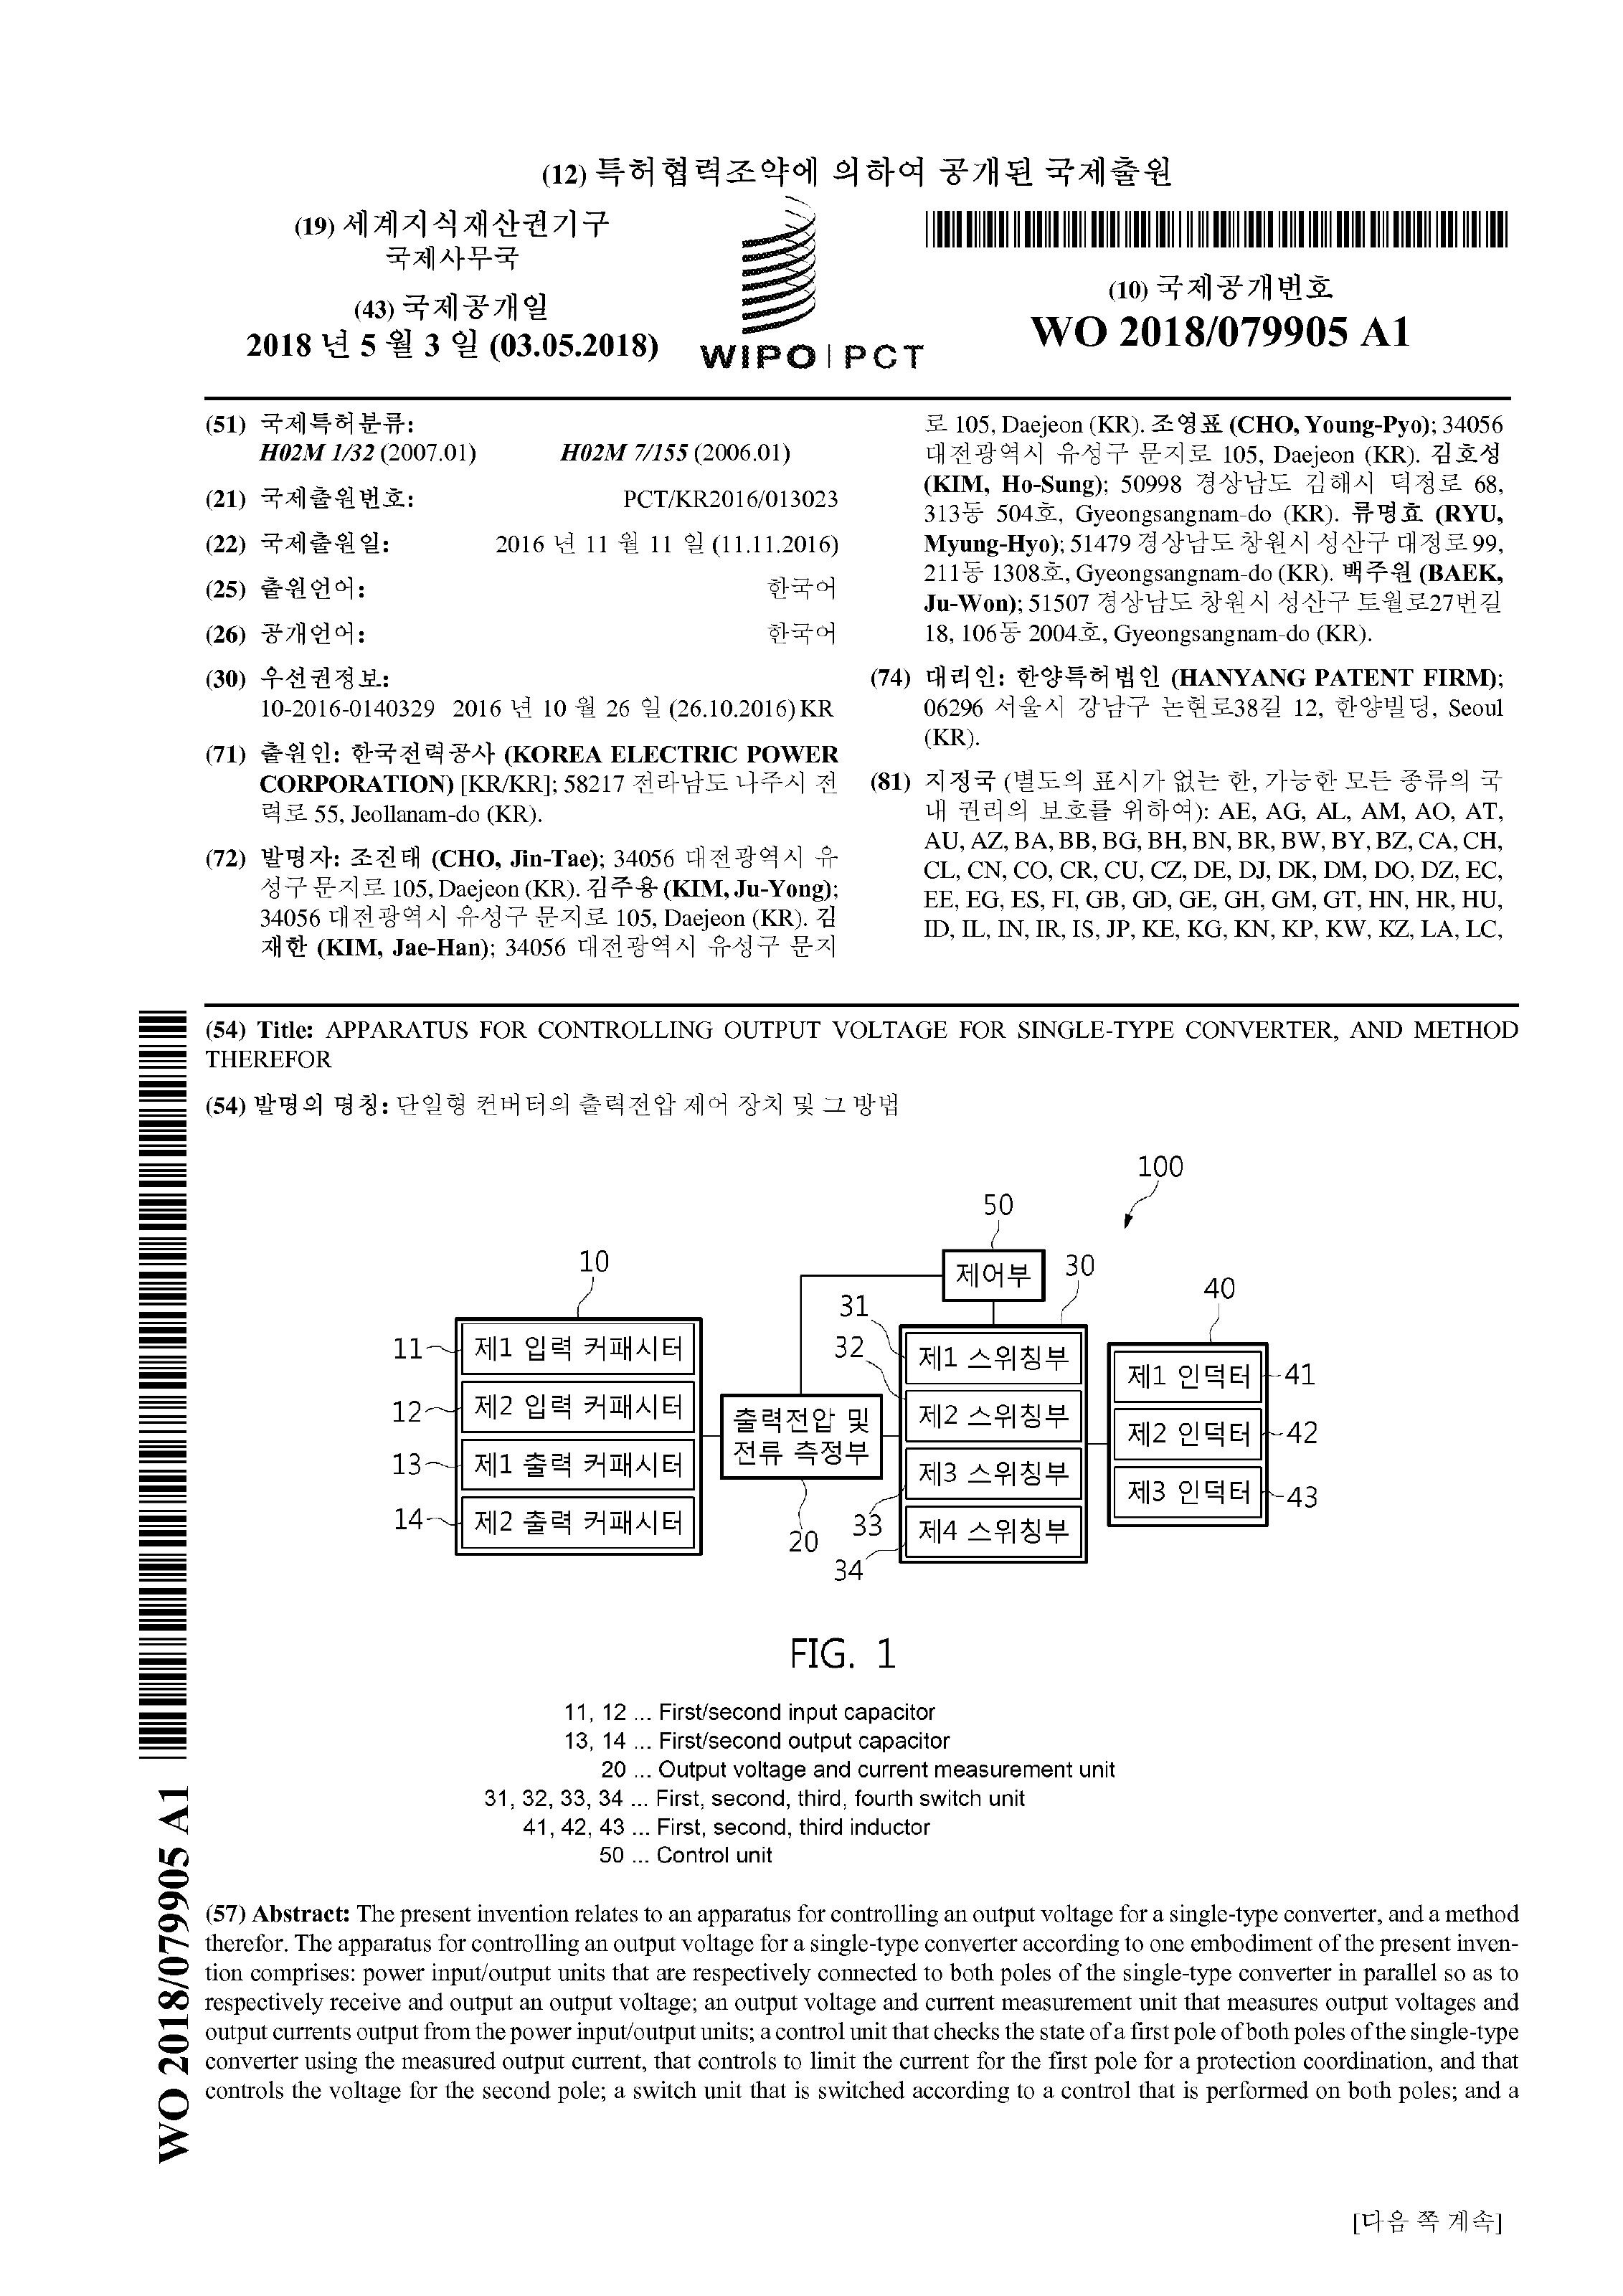 (12) 특허협력조약에 의하여 공개된 국제출원
(19) 세계지식재산권기구
국제사무국
(43) 국제공개일
2018 년 5 월 3 일 (03.05.2018)
WIPO | PCT
(10) 국제공개번호
WO 2018/079905 A1
(51) 국제특허분류:
H02M 1/32 (2007.01) H02M 7/155 (2006.01)
(21) 국제출원번호: PCT/KR2016/013023
(22) 국제출원일: 2016 년 11 월 11 일 (11.11.2016)
(25) 출원언어: 한국어
(26) 공개언어: 한국어
(30) 우선권정보:
10-2016-0140329 2016 년 10 월 26 일 (26.10.2016) KR
(71) 출원인: 한국전력공사 (KOREA ELECTRIC POWER
CORPORATION) [KR/KR]; 58217 전라남도 나주시 전
력로 55, Jeollanam-do (KR).
(72) 발명자: 조진태 (CHO, Jin-Tae); 34056 대전광역시 유
성구 문지로 105, Daejeon (KR). 김주용 (KIM, Ju-Yong);
34056 대전광역시 유성구 문지로 105, Daejeon (KR). 김
재한 (KIM, Jae-Han); 34056 대전광역시 유성구 문지
로 105, Daejeon (KR). 조영표 (CHO, Young-Pyo); 34056
대전광역시 유성구 문지로 105, Daejeon (KR). 김호성
(KIM, Ho-Sung); 50998 경상남도 김해시 덕정로 68,
313동 504호, Gyeongsangnam-do (KR). 류명효 (RYU,
Myung-Hyo); 51479 경상남도 창원시 성산구 대정로 99,
211동 1308호, Gyeongsangnam-do (KR). 백주원 (BAEK,
Ju-Won); 51507 경상남도 창원시 성산구 토월로27번길
18, 106동 2004호, Gyeongsangnam-do (KR).
(74) 대리인: 한양특허법인 (HANYANG PATENT FIRM);
06296 서울시 강남구 논현로38길 12, 한양빌딩, Seoul
(KR).
(81) 지정국 (별도의 표시가 없는 한, 가능한 모든 종류의 국
내 권리의 보호를 위하여): AE, AG, AL, AM, AO, AT,
AU, AZ, BA, BB, BG, BH, BN, BR, BW, BY, BZ, CA, CH,
CL, CN, CO, CR, CU, CZ, DE, DJ, DK, DM, DO, DZ, EC,
EE, EG, ES, FI, GB, GD, GE, GH, GM, GT, HN, HR, HU,
ID, IL, IN, IR, IS, JP, KE, KG, KN, KP, KW, KZ, LA, LC,
(54) Title: APPARATUS FOR CONTROLLING OUTPUT VOLTAGE FOR SINGLE-TYPE CONVERTER, AND METHOD
THEREFOR
(54) 발명의 명칭: 단일형 컨버터의 출력전압 제어 장치 및 그 방법
100
50
제어부
10
30
40
11 제1 입력 커패시터
12 제2 입력 커패시터
13 제1 출력 커패시터
14 제2 출력 커패시터
출력전압 및
전류 측정부
20
31 제1 스위칭부
32 제2 스위칭부
33 제3 스위칭부
34 제4 스위칭부
제1 인덕터 41
제2 인덕터 42
제3 인덕터 43
FIG. 1
11, 12 ... First/second input capacitor
13, 14 ... First/second output capacitor
20 ... Output voltage and current measurement unit
31, 32, 33, 34 ... First, second, third, fourth switch unit
41, 42, 43 ... First, second, third inductor
50 ... Control unit
(57) Abstract: The present invention relates to an apparatus for controlling an output voltage for a single-type converter, and a method
therefor. The apparatus for controlling an output voltage for a single-type converter according to one embodiment of the present inven-
tion comprises: power input/output units that are respectively connected to both poles of the single-type converter in parallel so as to
respectively receive and output an output voltage; an output voltage and current measurement unit that measures output voltages and
output currents output from the power input/output units; a control unit that checks the state of a first pole of both poles of the single-type
converter using the measured output current, that controls to limit the current for the first pole for a protection coordination, and that
controls the voltage for the second pole; a switch unit that is switched according to a control that is performed on both poles; and a
WO 2018/079905 A1
[다음 쪽 계속]